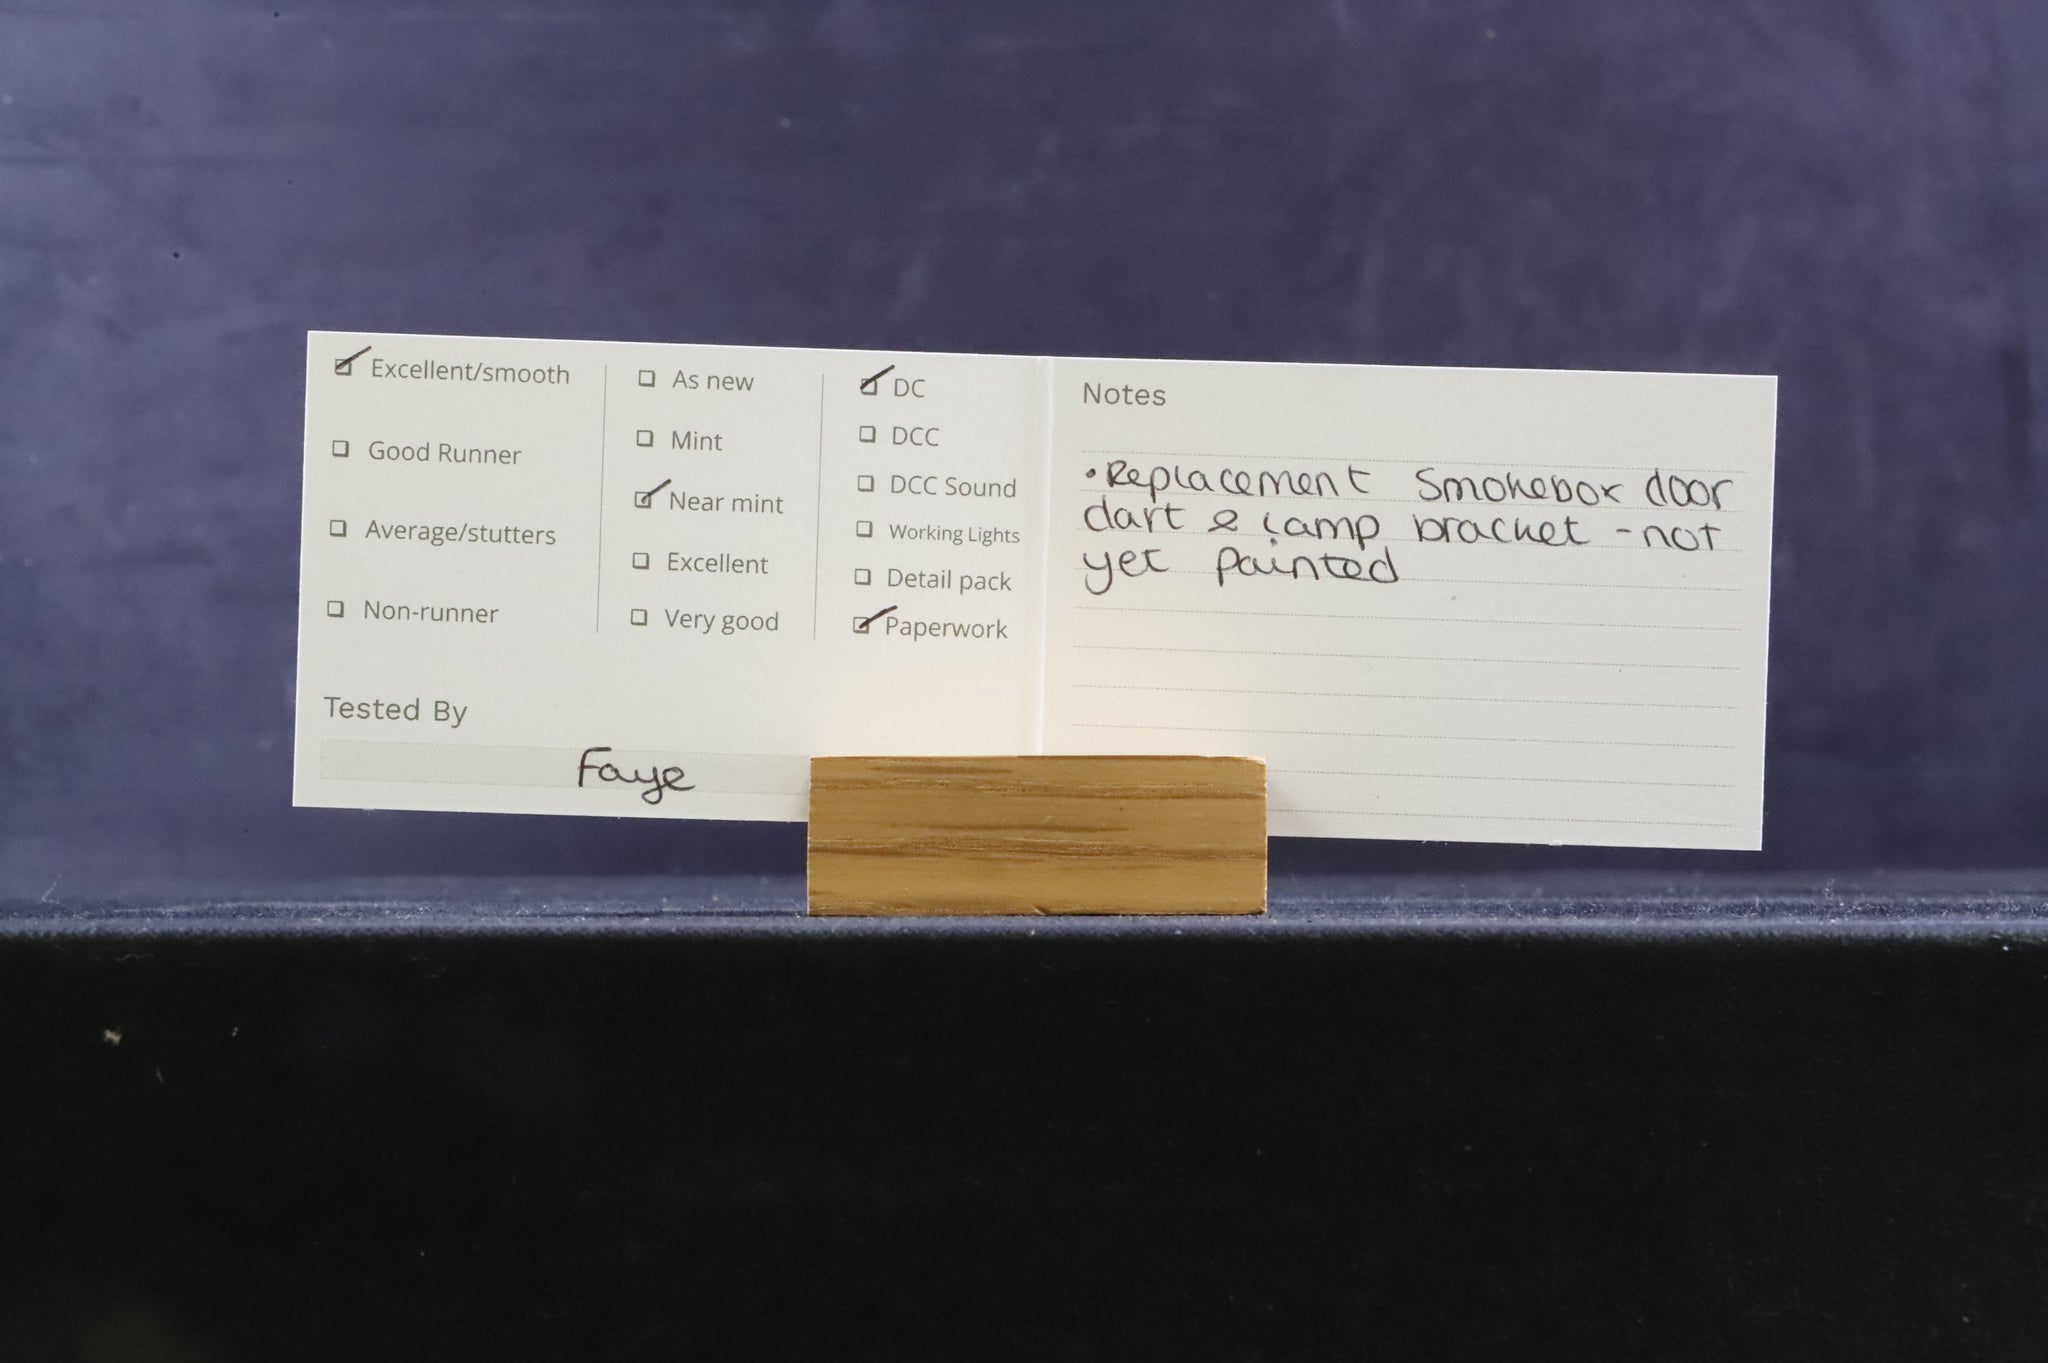 Excellent/smooth
Good Runner
Average/stutters
Non-runner
As new
Mint
Near mint
Excellent
Very good
DC
DCC
DCC Sound
Working Lights
Detail pack
Paperwork
Tested By
Faye
Notes
• Replacement Smokebox door
dart & lamp bracket - not
yet painted